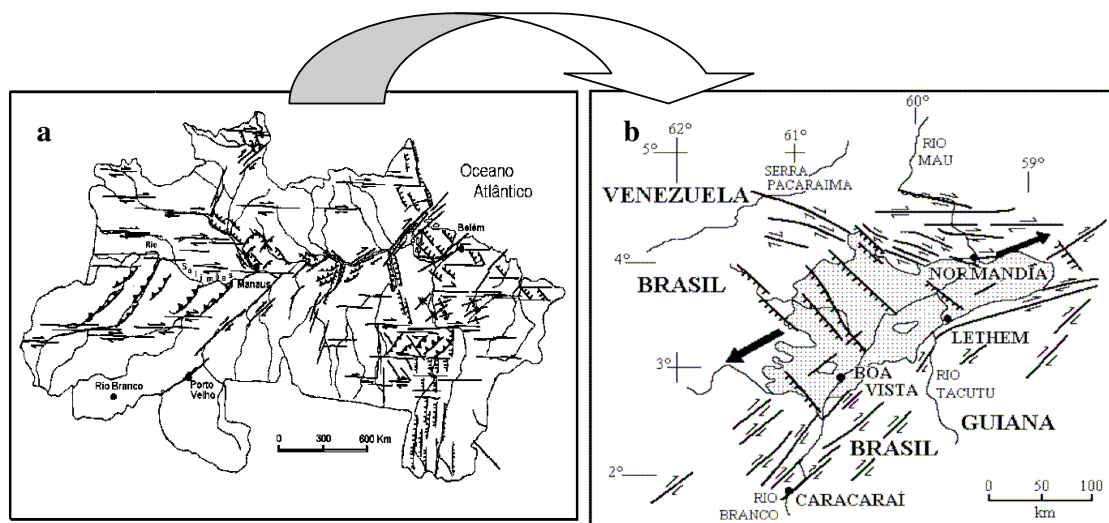 a
Oceano
Atlântico
Belém
Rio
Solimões
Manaus
Rio Branco
Porto
Velho
0 300 600 Km
b
60°
62°
61°
5°
RIO
MAU
59°
SERRA
PACARAIMA
VENEZUELA
4°
NORMANDÍA
BRASIL
LETHEM
3°
BOA
VISTA
RIO
TACUTU
GUIANA
BRASIL
2°
RIO
BRANCO
CARACARAÍ
0 50 100
km